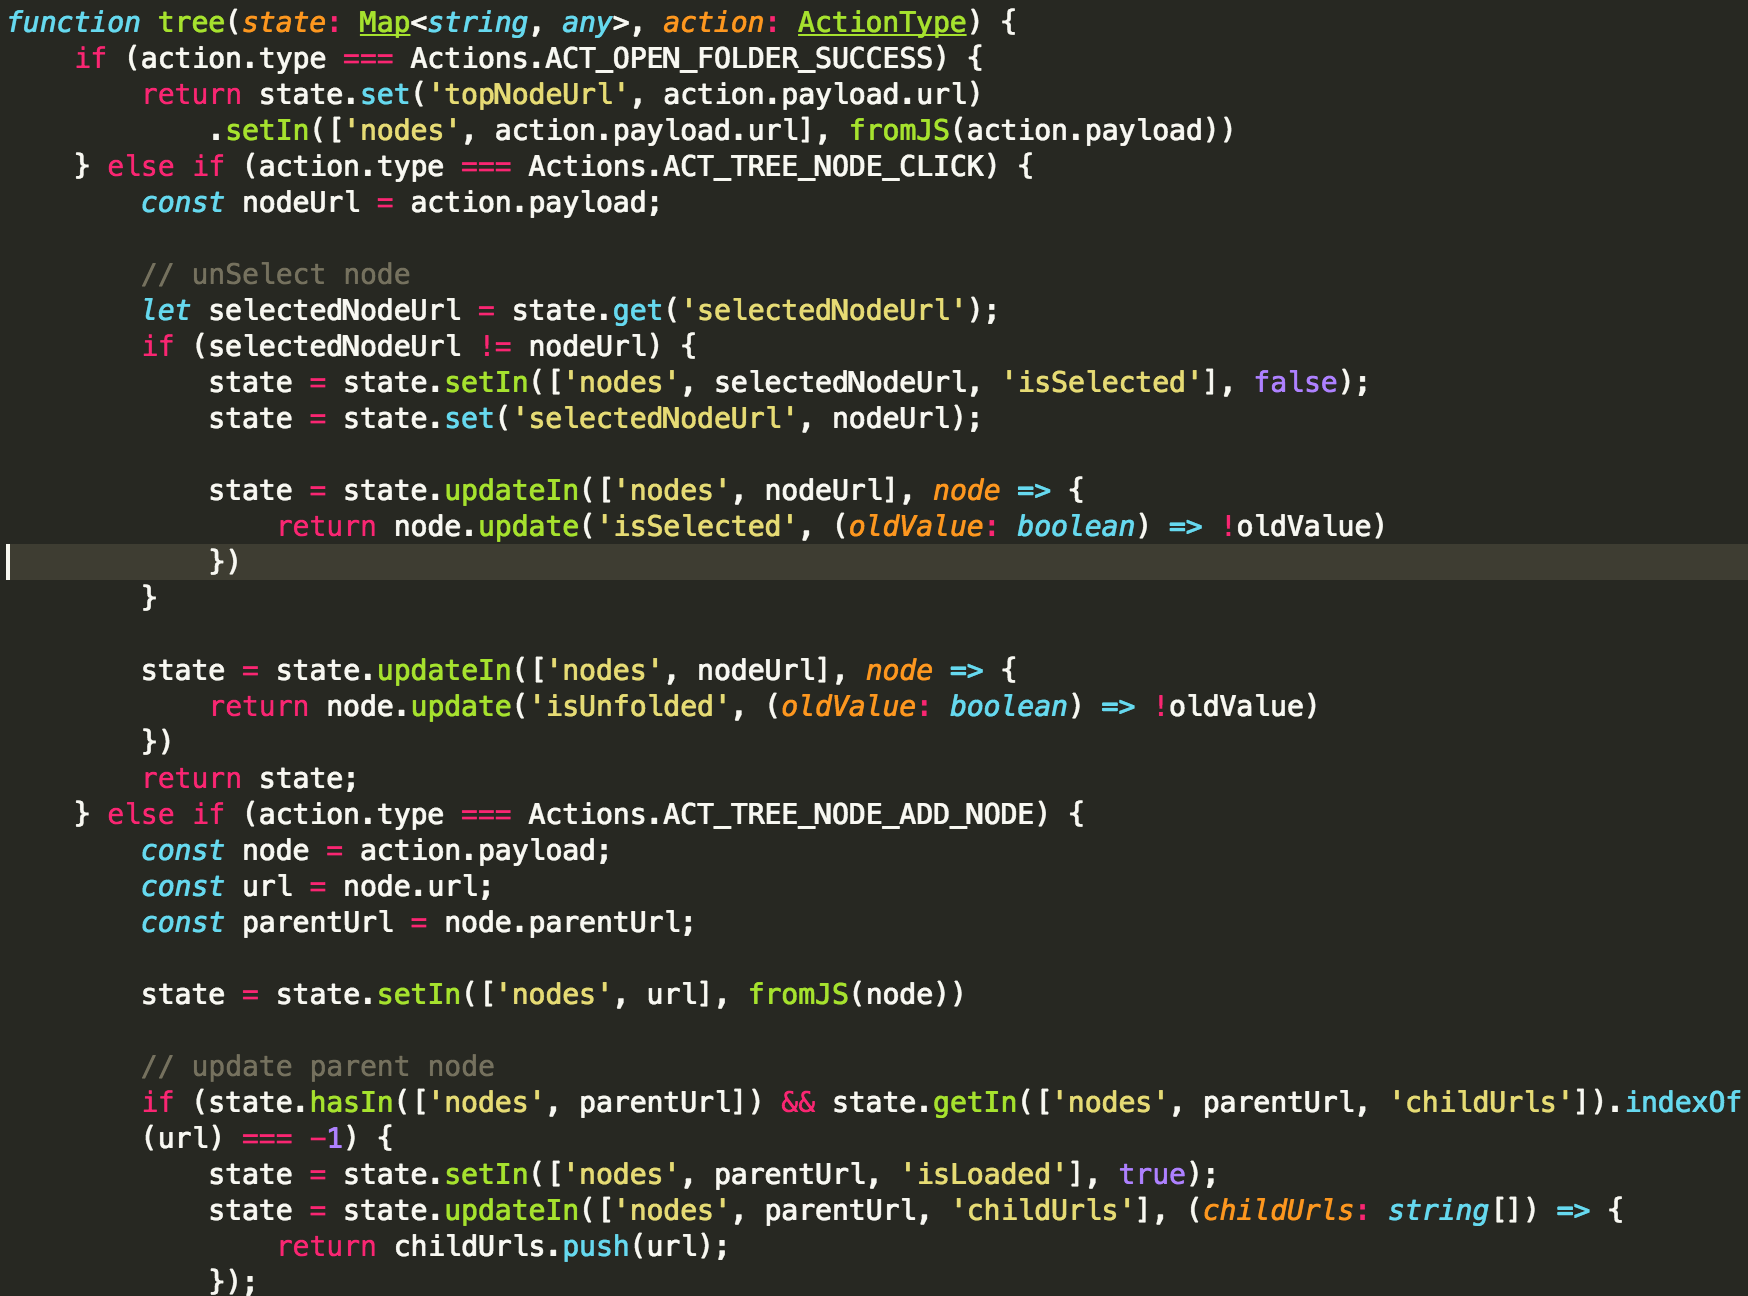 function tree(state: Map<string, any>, action: ActionType) {
    if (action.type === Actions.ACT_OPEN_FOLDER_SUCCESS) {
        return state.set('topNodeUrl', action.payload.url)
            .setIn(['nodes', action.payload.url], fromJS(action.payload))
    } else if (action.type === Actions.ACT_TREE_NODE_CLICK) {
        const nodeUrl = action.payload;

        // unSelect node
        let selectedNodeUrl = state.get('selectedNodeUrl');
        if (selectedNodeUrl != nodeUrl) {
            state = state.setIn(['nodes', selectedNodeUrl, 'isSelected'], false);
            state = state.set('selectedNodeUrl', nodeUrl);

            state = state.updateIn(['nodes', nodeUrl], node => {
                return node.update('isSelected', (oldValue: boolean) => !oldValue)
            })
        }

        state = state.updateIn(['nodes', nodeUrl], node => {
            return node.update('isUnfolded', (oldValue: boolean) => !oldValue)
        })
        return state;
    } else if (action.type === Actions.ACT_TREE_NODE_ADD_NODE) {
        const node = action.payload;
        const url = node.url;
        const parentUrl = node.parentUrl;

        state = state.setIn(['nodes', url], fromJS(node))

        // update parent node
        if (state.hasIn(['nodes', parentUrl]) && state.getIn(['nodes', parentUrl, 'childUrls']).indexOf
        (url) === -1) {
            state = state.setIn(['nodes', parentUrl, 'isLoaded'], true);
            state = state.updateIn(['nodes', parentUrl, 'childUrls'], (childUrls: string[]) => {
                return childUrls.push(url);
            });